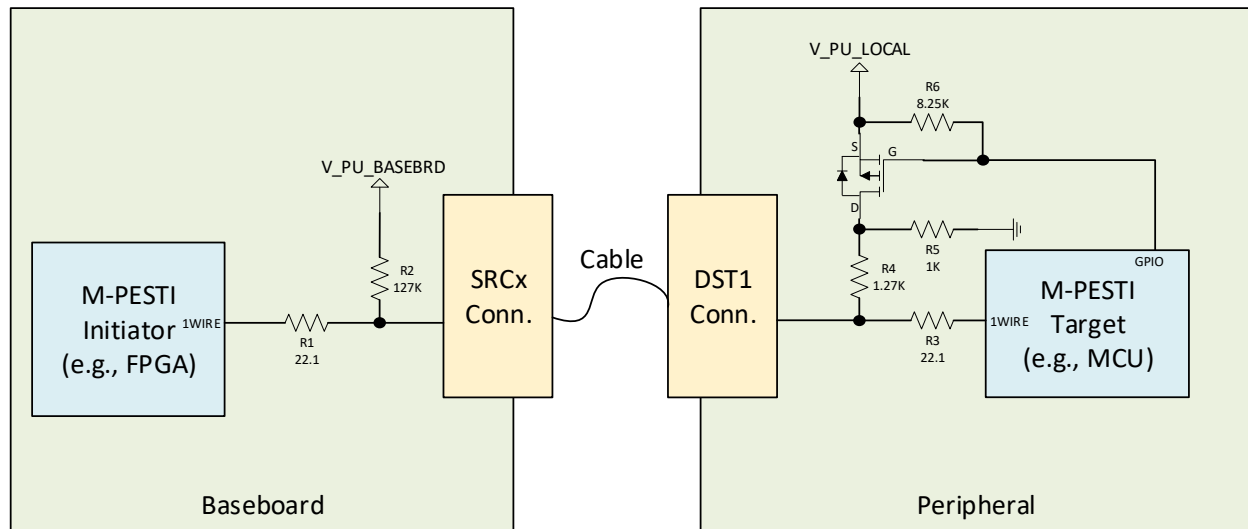 V_PU_LOCAL
R6
8.25K
S
G
V_PU_BASEBRD
D
Cable
R5
1K
R2
127K
SRCx
Conn.
DST1
Conn.
R4
1.27K
GPIO
M-PESTI
Initiator
(e.g., FPGA)
1WIRE
R1
22.1
R3
22.1
1WIRE
M-PESTI
Target
(e.g., MCU)
Baseboard
Peripheral